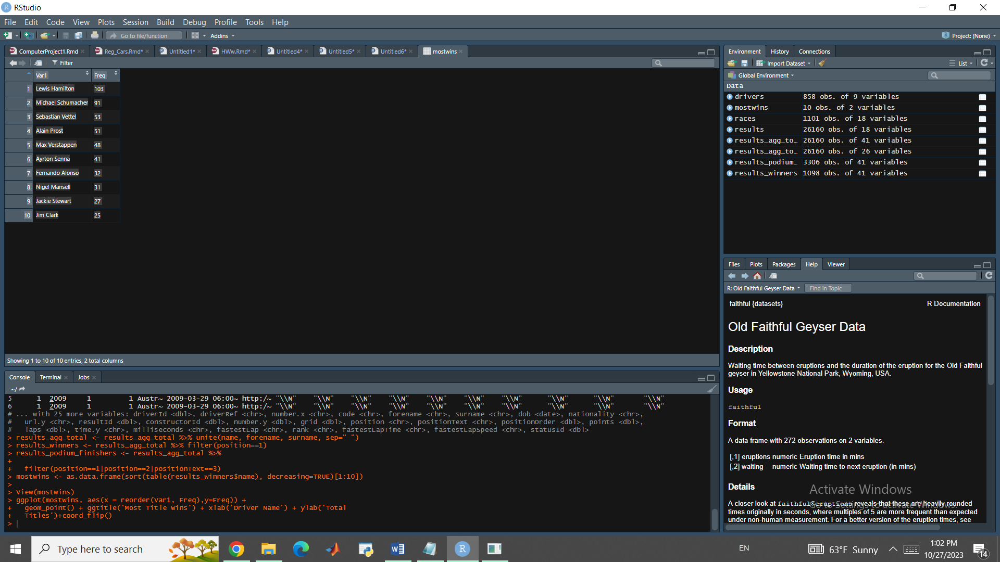 RStudio
File Edit Code View Plots Session Build Debug Profile Tools Help
Go to file/function Addins Project: (None)
ComputerProject1.Rmd Reg_Cars.Rmd* Untitled1* HWw.Rmd* Untitled4* Untitled5* Untitled6* mostwins
Filter
Var1 Freq
1 Lewis Hamilton 103
2 Michael Schumacher 91
3 Sebastian Vettel 53
4 Alain Prost 51
5 Max Verstappen 48
6 Ayrton Senna 41
7 Fernando Alonso 32
8 Nigel Mansell 31
9 Jackie Stewart 27
10 Jim Clark 25
Showing 1 to 10 of 10 entries, 2 total columns
Console Terminal Jobs
~/
5 1 2009 1 1 Austr~ 2009-03-29 06:00~ http:/~ "\\N" "\\N" "\\N" "\\N" "\\N" "\\N" "\\N" "\\N" "\\N" "\\N"
6 1 2009 1 1 Austr~ 2009-03-29 06:00~ http:/~ "\\N" "\\N" "\\N" "\\N" "\\N" "\\N" "\\N" "\\N" "\\N" "\\N"
# ... with 25 more variables: driverId <dbl>, driverRef <chr>, number.x <chr>, code <chr>, forename <chr>, surname <chr>, dob <date>, nationality <chr>,
# url.y <chr>, resultId <dbl>, constructorId <dbl>, number.y <dbl>, grid <dbl>, position <chr>, positionText <chr>, positionOrder <dbl>, points <dbl>,
# laps <dbl>, time.y <chr>, milliseconds <chr>, fastestLap <chr>, rank <chr>, fastestLapTime <chr>, fastestLapSpeed <chr>, statusId <dbl>
> results_agg_total <- results_agg_total %>% unite(name, forename, surname, sep=" ")
> results_winners <- results_agg_total %>% filter(position==1)
> results_podium_finishers <- results_agg_total %>%
+
+ filter(position==1|position==2|positionText==3)
> mostwins <- as.data.frame(sort(table(results_winners$name), decreasing=TRUE)[1:10])
>
> View(mostwins)
> ggplot(mostwins, aes(x = reorder(Var1, Freq),y=Freq)) +
+ geom_point() + ggtitle('Most Title Wins') + xlab('Driver Name') + ylab('Total
+ Titles')+coord_flip()
>
Environment History Connections
Import Dataset List
Global Environment
Data
drivers 858 obs. of 9 variables
mostwins 10 obs. of 2 variables
races 1101 obs. of 18 variables
results 26160 obs. of 18 variables
results_agg_to… 26160 obs. of 41 variables
results_agg_to… 26160 obs. of 26 variables
results_podium… 3306 obs. of 41 variables
results_winners 1098 obs. of 41 variables
Files Plots Packages Help Viewer
R: Old Faithful Geyser Data Find in Topic
faithful {datasets} R Documentation
Old Faithful Geyser Data
Description
Waiting time between eruptions and the duration of the eruption for the Old Faithful
geyser in Yellowstone National Park, Wyoming, USA.
Usage
faithful
Format
A data frame with 272 observations on 2 variables.
[,1] eruptions numeric Eruption time in mins
[,2] waiting numeric Waiting time to next eruption (in mins)
Details
A closer look at faithful$eruptions reveals that these are heavily rounded
times originally in seconds, where multiples of 5 are more frequent than expected
under non-human measurement. For a better version of the eruption times, see
Activate Windows
Go to Settings to activate Windows.
Type here to search
EN
63°F Sunny
1:02 PM
10/27/2023
14